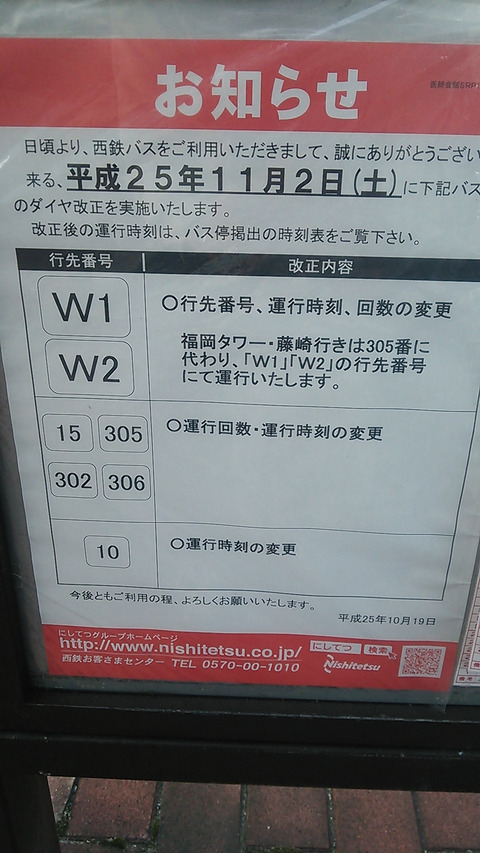 お知らせ
日頃より、西鉄バスをご利用いただきまして、誠にありがとうござい
来る、平成25年11月2日(土)に下記バス
のダイヤ改正を実施いたします。
改正後の運行時刻は、バス停掲出の時刻表をご覧下さい。
行先番号 改正内容
W1
W2
〇行先番号、運行時刻、回数の変更
福岡タワー・藤崎行きは305番に
代わり、「W1」「W2」の行先番号
にて運行いたします。
15 305
302 306
〇運行回数・運行時刻の変更
10 〇運行時刻の変更
今後ともご利用の程、よろしくお願いいたします。
平成25年10月19日
にしてつグループホームページ
http://www.nishitetsu.co.jp/
にしてつ 検索
西鉄お客さまセンター TEL 0570-00-1010
Nishitetsu